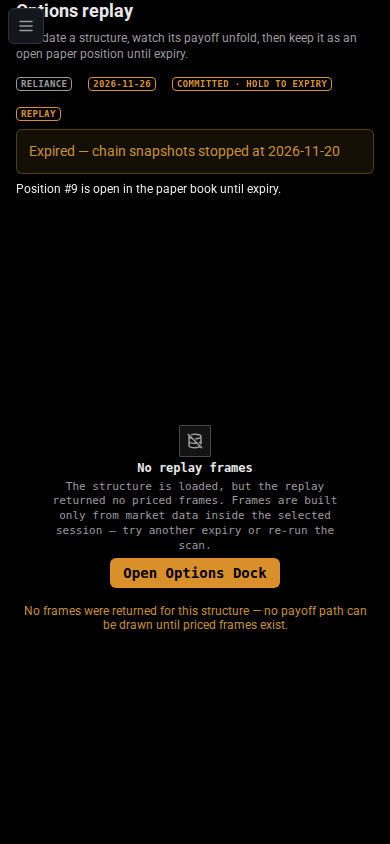 Options replay
date a structure, watch its payoff unfold, then keep it as an
open paper position until expiry.
RELIANCE 2026-11-26 COMMITTED · HOLD TO EXPIRY
REPLAY
Expired — chain snapshots stopped at 2026-11-20
Position #9 is open in the paper book until expiry.
No replay frames
The structure is loaded, but the replay
returned no priced frames. Frames are built
only from market data inside the selected
session — try another expiry or re-run the
scan.
Open Options Dock
No frames were returned for this structure — no payoff path can
be drawn until priced frames exist.